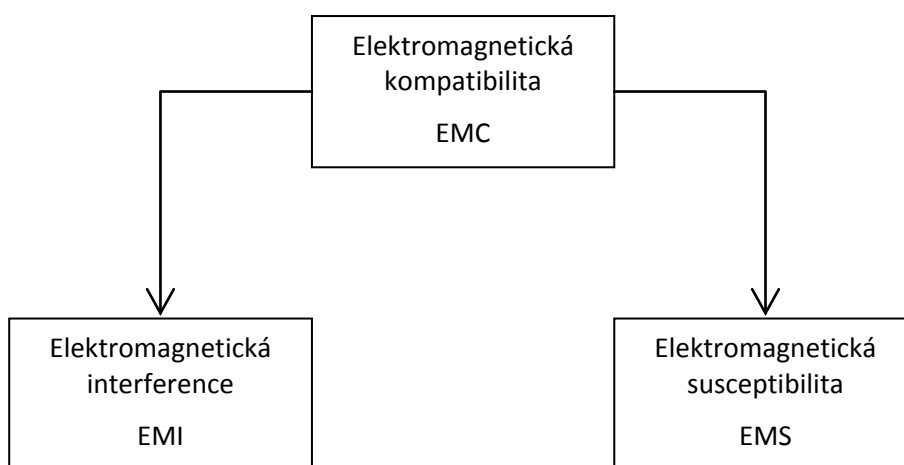 Elektromagnetická
kompatibilita
EMC
Elektromagnetická
interference
EMI
Elektromagnetická
susceptibilita
EMS